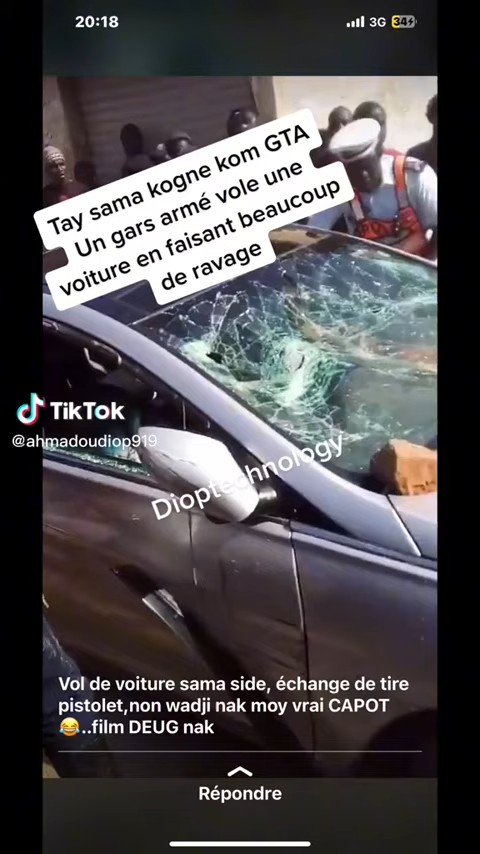 20:18
3G
34
Tay sama kogne kom GTA
Un gars armé vole une
voiture en faisant beaucoup
de ravage
TikTok
@ahmadoudiop919
Dioptechnology
Vol de voiture sama side, échange de tire
pistolet,non wadji nak moy vrai CAPOT
😂..film DEUG nak
Répondre